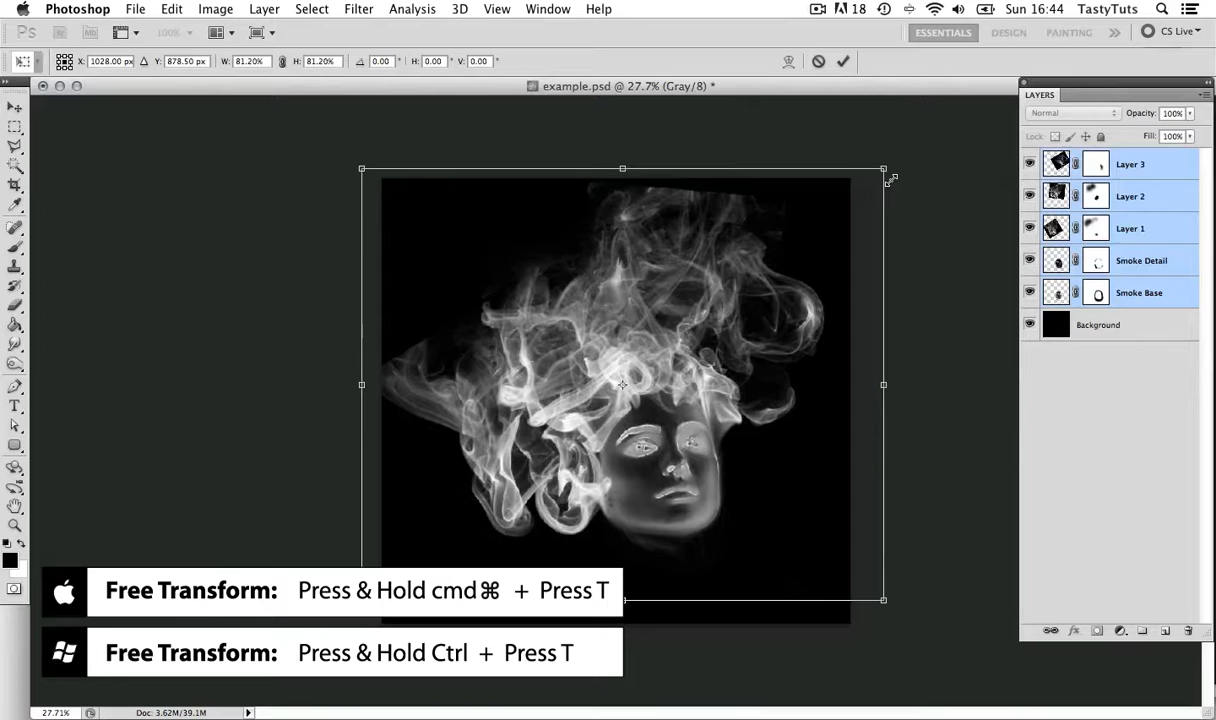 Photoshop File Edit Image Layer Select Filter Analysis 3D View Window Help 18 Sun 16:44 TastyTuts
Ps Br Mb 100% ESSENTIALS DESIGN PAINTING CS Live
X: 1028.00 px Y: 878.50 px W: 81.20% H: 81.20% 0.00 ° H: 0.00 ° V: 0.00 °
example.psd @ 27.7% (Gray/8) *
LAYERS
Normal Opacity: 100%
Lock: Fill: 100%
Layer 3
Layer 2
Layer 1
Smoke Detail
Smoke Base
Background
Free Transform: Press & Hold cmd⌘ + Press T
Free Transform: Press & Hold Ctrl + Press T
27.71% Doc: 3.62M/39.1M